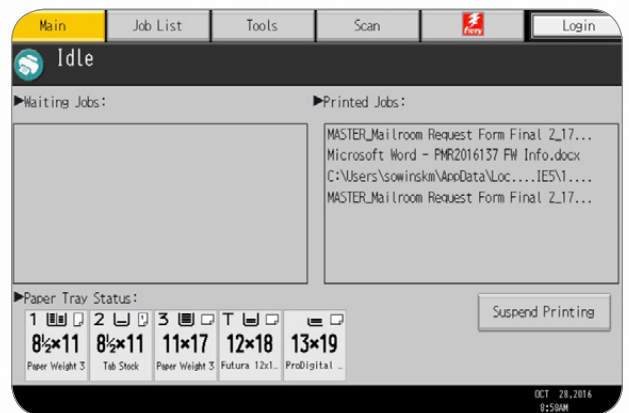 Main Job List Tools Scan fiery Login
Idle
▶Waiting Jobs:
▶Printed Jobs:
MASTER_Mailroom Request Form Final 2_17...
Microsoft Word - PMR2016137 FW Info.docx
C:\Users\sowinskm\AppData\Loc....IE5\1....
MASTER_Mailroom Request Form Final 2_17...
▶Paper Tray Status:
1 2 3 T
8½×11 8½×11 11×17 12×18 13×19
Paper Weight 3 Tab Stock Paper Weight 3 Futura 12x1.. ProDigital ..
Suspend Printing
OCT 28,2016
8:58AM